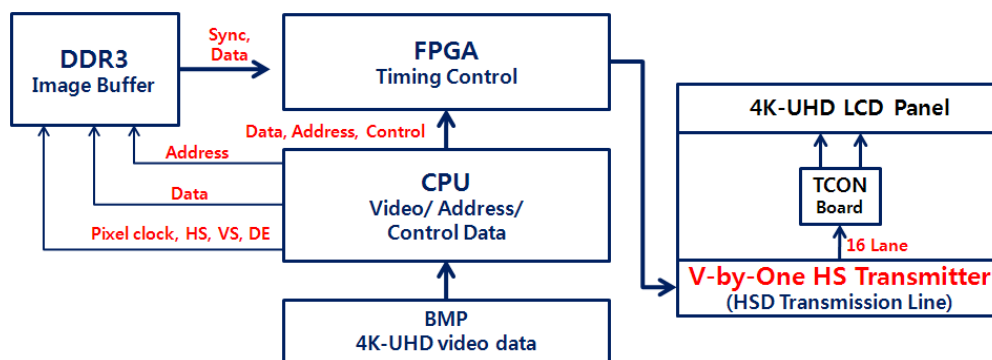 DDR3
Image Buffer
Sync,
Data
FPGA
Timing Control
Data, Address, Control
Address
Data
Pixel clock, HS, VS, DE
CPU
Video/ Address/
Control Data
BMP
4K-UHD video data
4K-UHD LCD Panel
TCON
Board
16 Lane
V-by-One HS Transmitter
(HSD Transmission Line)